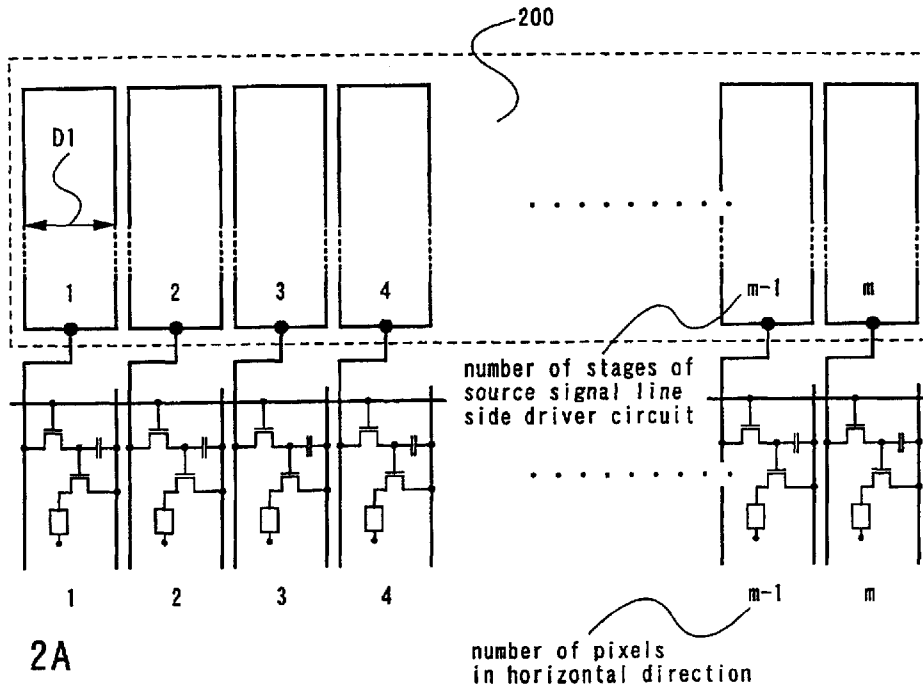 200
D1
1 2 3 4 m-1 m
number of stages of
source signal line
side driver circuit
1 2 3 4 m-1 m
number of pixels
in horizontal direction
2A